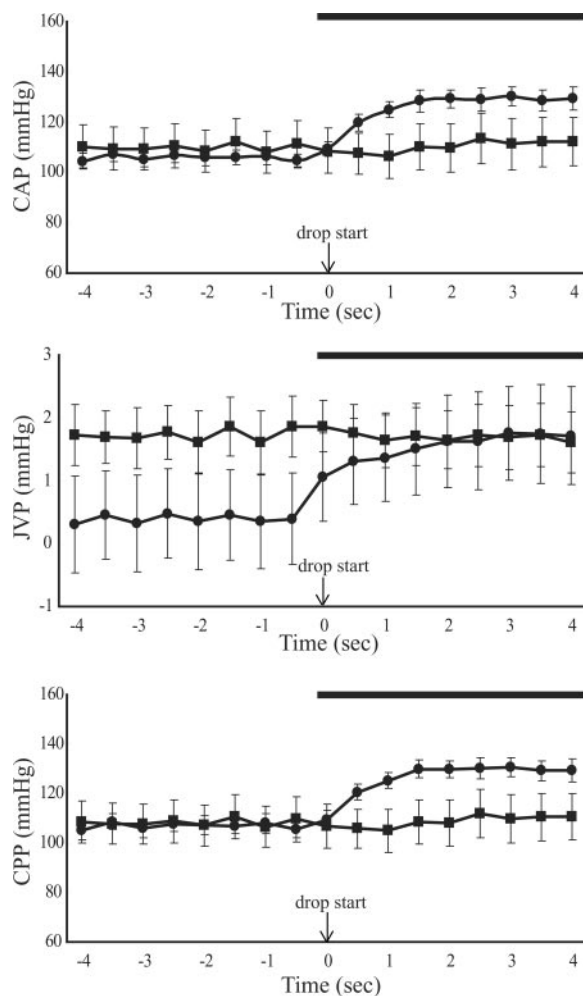 160
140
120
100
80
60
CAP (mmHg)
drop start
-4 -3 -2 -1 0 1 2 3 4
Time (sec)
3
2
1
0
-1
JVP (mmHg)
drop start
-4 -3 -2 -1 0 1 2 3 4
Time (sec)
160
140
120
100
80
60
CPP (mmHg)
drop start
-4 -3 -2 -1 0 1 2 3 4
Time (sec)